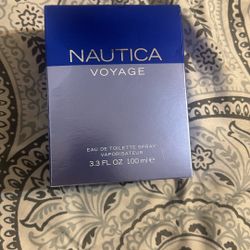 NAUTICA
VOYAGE
EAU DE TOILETTE SPRAY
VAPORISATEUR
3.3 FL OZ 100 ml e